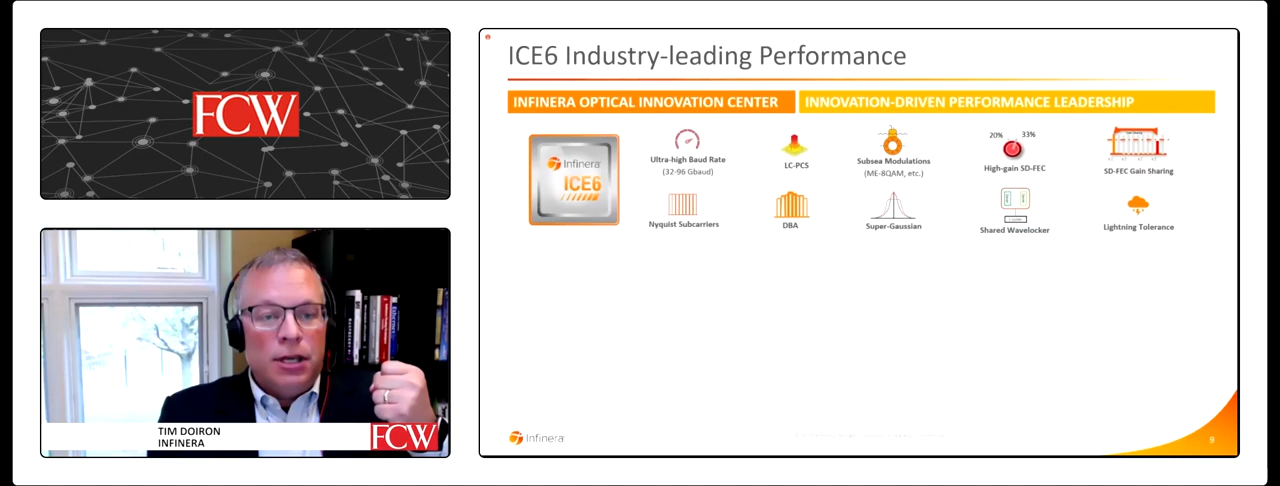 FCW
TIM DOIRON
INFINERA
FCW
ICE6 Industry-leading Performance
INFINERA OPTICAL INNOVATION CENTER
INNOVATION-DRIVEN PERFORMANCE LEADERSHIP
Infinera
ICE6
Ultra-high Baud Rate
(32-96 Gbaud)
LC-PCS
Subsea Modulations
(ME-8QAM, etc.)
20% 33%
High-gain SD-FEC
SD-FEC Gain Sharing
Nyquist Subcarriers
DBA
Super-Gaussian
Shared Wavelocker
Lightning Tolerance
Infinera
9